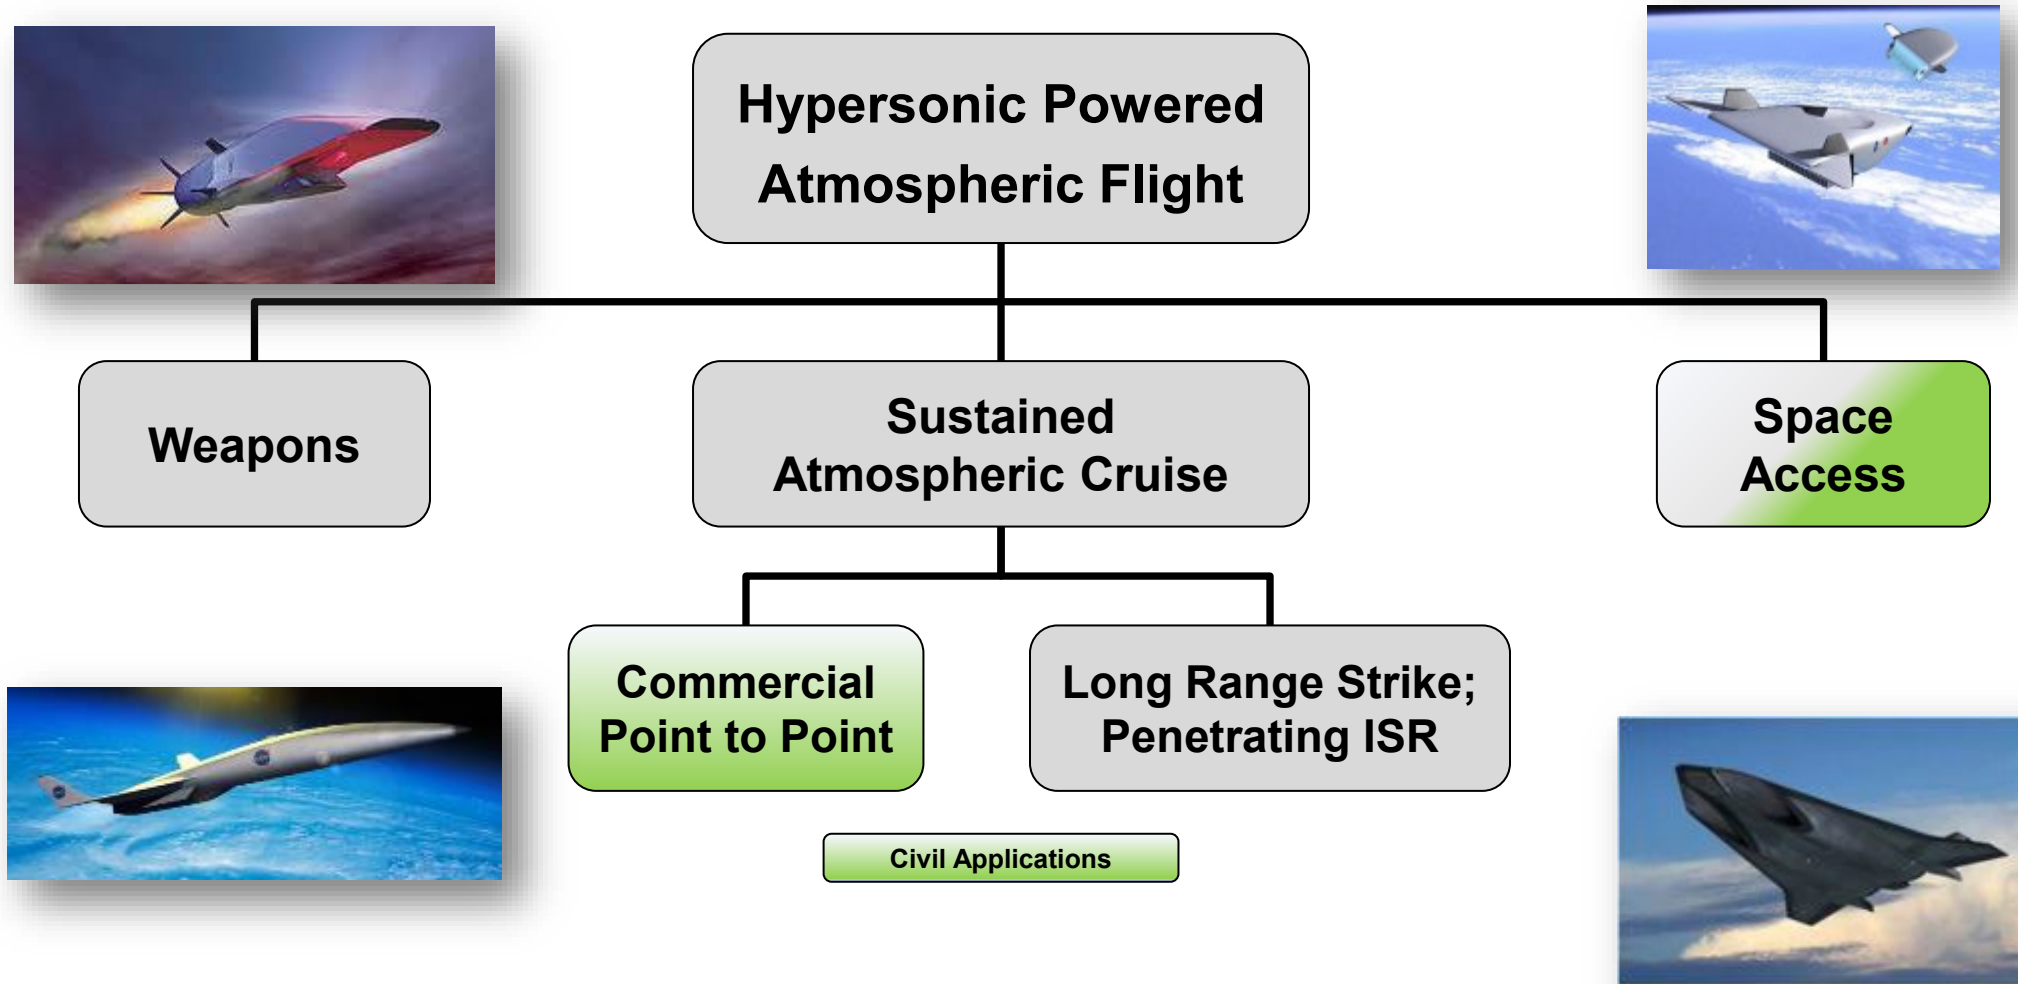 Hypersonic Powered
Atmospheric Flight
Weapons
Sustained
Atmospheric Cruise
Space
Access
Commercial
Point to Point
Long Range Strike;
Penetrating ISR
Civil Applications